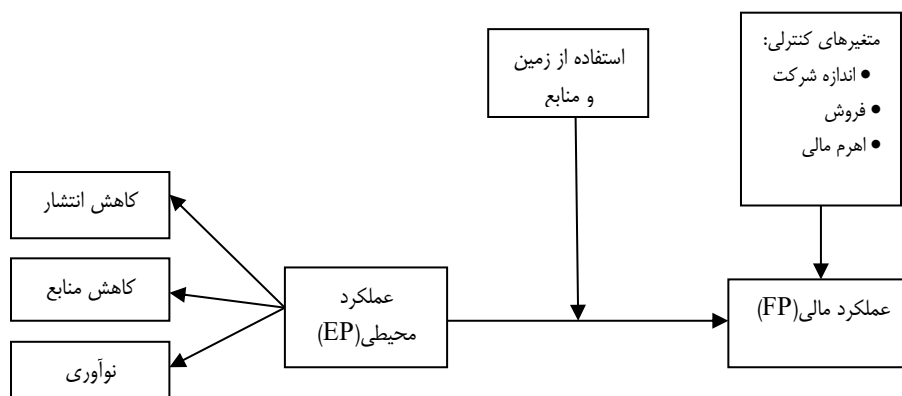 متغیرهای کنترلی:
• اندازه شرکت
• فروش
• اهرم مالی
استفاده از زمین
و منابع
کاهش انتشار
کاهش منابع
نوآوری
عملکرد
محیطی(EP)
عملکرد مالی(FP)